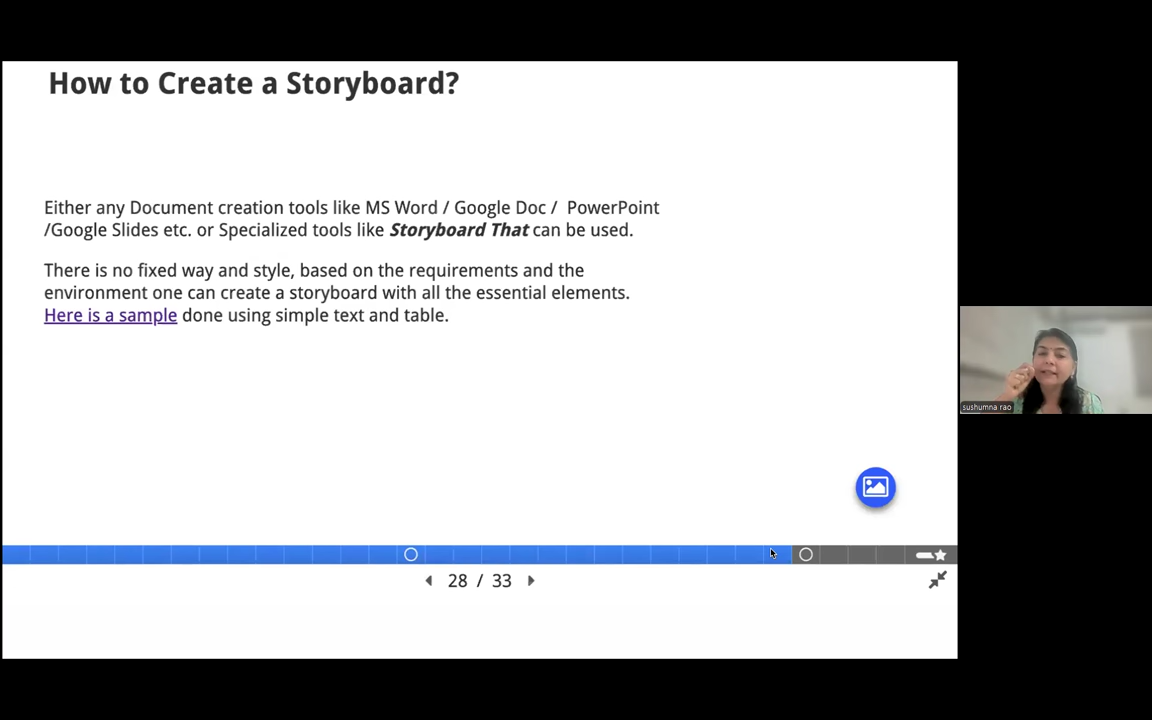 How to Create a Storyboard?
Either any Document creation tools like MS Word / Google Doc /  PowerPoint
/Google Slides etc. or Specialized tools like Storyboard That can be used.
There is no fixed way and style, based on the requirements and the
environment one can create a storyboard with all the essential elements.
Here is a sample done using simple text and table.
sushumna rao
28 / 33